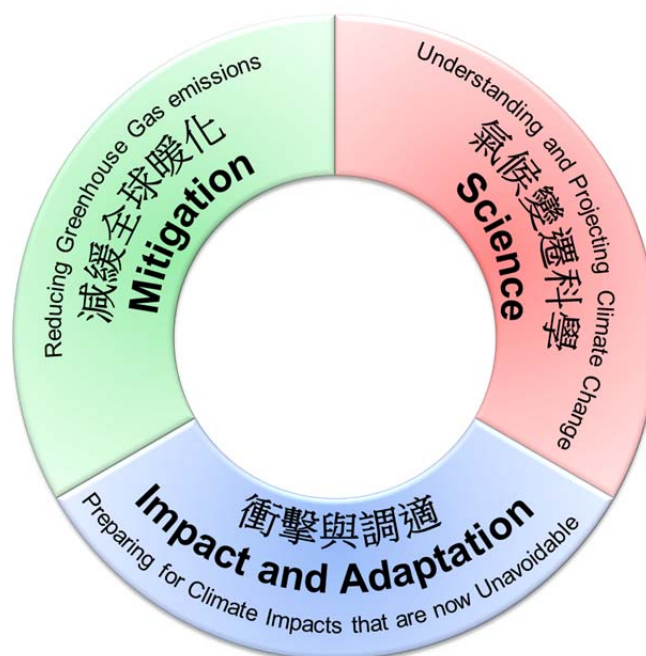 Reducing Greenhouse Gas emissions
減緩全球暖化
Mitigation
Understanding and Projecting Climate Change
氣候變遷科學
Science
衝擊與調適
Impact and Adaptation
Preparing for Climate Impacts that are now Unavoidable